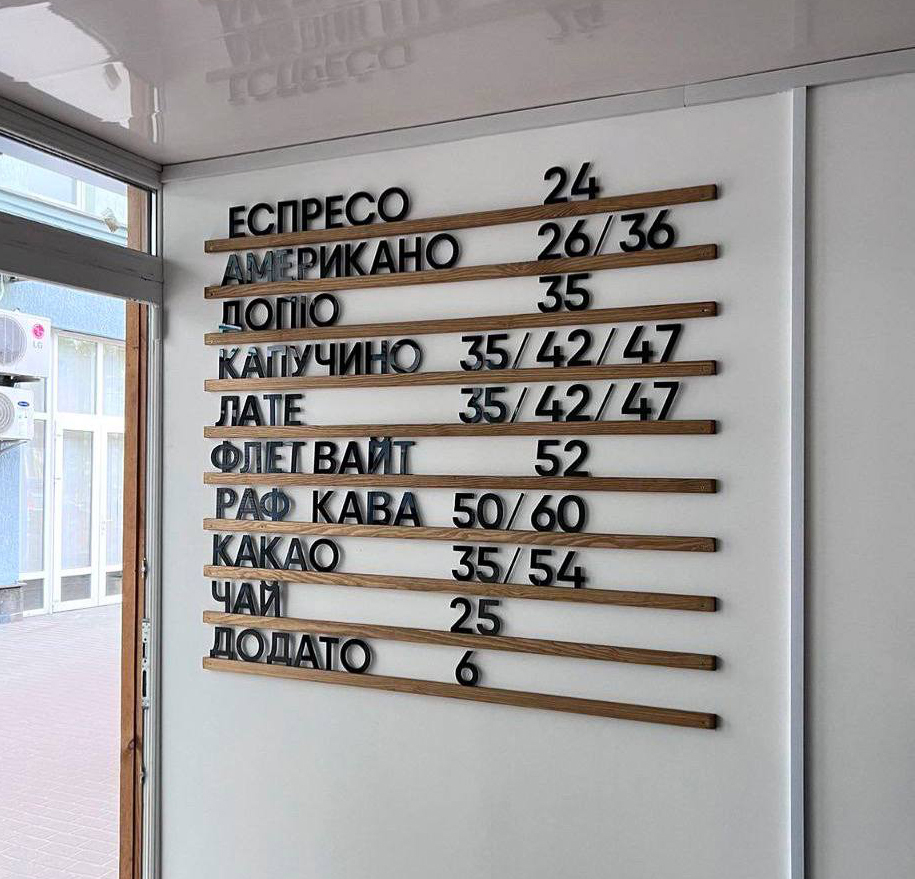 ЕСПРЕСО 24
АМЕРИКАНО 26/36
ДОПІО 35
КАПУЧИНО 35/42/47
ЛАТЕ 35/42/47
ФЛЕТ ВАЙТ 52
РАФ КАВА 50/60
КАКАО 35/54
ЧАЙ 25
ДОДАТО 6
LG